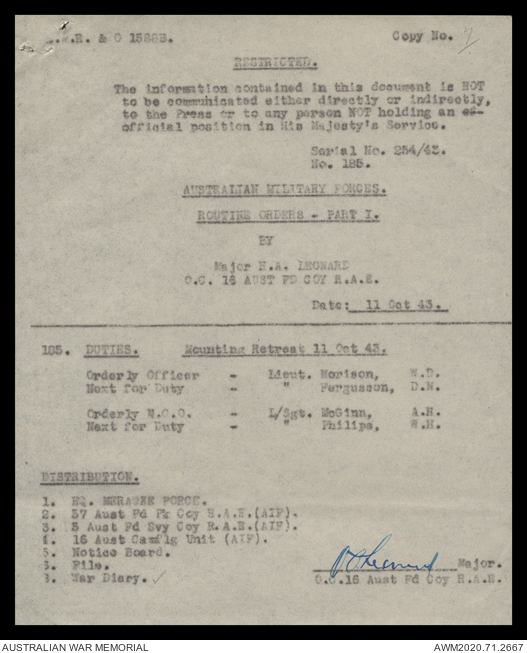 & O 1588B.
Copy No. 7
RESTRICTED.
The information contained in this document is NOT
to be communicated either directly or indirectly,
to the Press or to any person NOT holding an of-
official position in His Majesty's Service.
Serial No. 254/43.
No. 185.
AUSTRALIAN MILITARY FORCES.
ROUTINE ORDERS - PART I.
BY
Major H.A. LEONARD
O.C. 16 AUST FD COY R.A.E.
Date: 11 Oct 43.
185. DUTIES. Mounting Retreat 11 Oct 43.
Orderly Officer - Lieut. Morison, W.D.
Next for Duty - " Fergusson, D.N.
Orderly N.C.O. - L/Sgt. McGinn, A.H.
Next for Duty - " Philips, W.H.
DISTRIBUTION.
1. HQ. MERAUKE FORCE.
2. 37 Aust Fd Pk Coy R.A.E.(AIF).
3. 3 Aust Fd Svy Coy R.A.E.(AIF).
4. 16 Aust Camflg Unit (AIF).
5. Notice Board.
6. File.
8. War Diary. ✓
Leonard Major.
O.C.16 Aust Fd Coy R.A.E.
AUSTRALIAN WAR MEMORIAL
AWM2020.71.2667